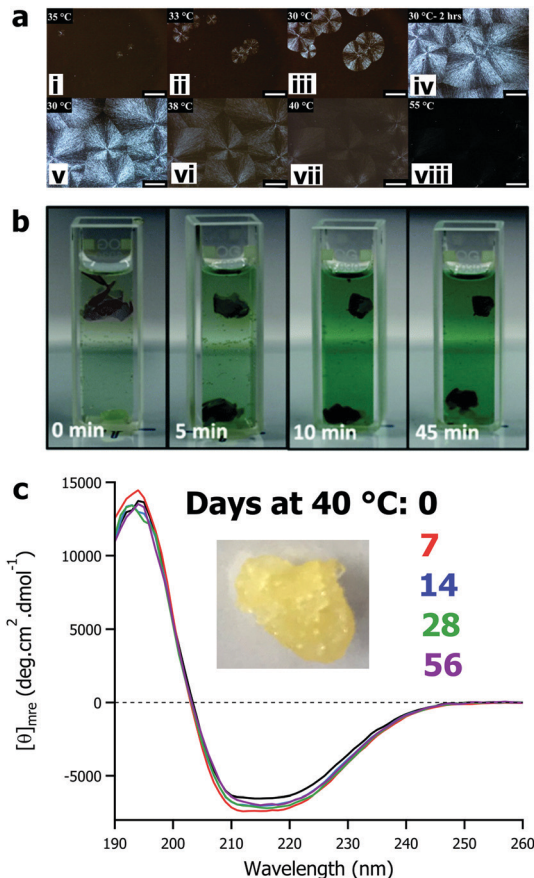 a
35 °C
33 °C
30 °C
30 °C- 2 hrs
i
ii
iii
iv
30 °C
38 °C
40 °C
55 °C
v
vi
vii
viii
b
0 min
5 min
10 min
45 min
c
Days at 40 °C: 0
7
14
28
56
15000
10000
5000
0
-5000
[θ]mre (deg.cm2.dmol-1)
190
200
210
220
230
240
250
260
Wavelength (nm)